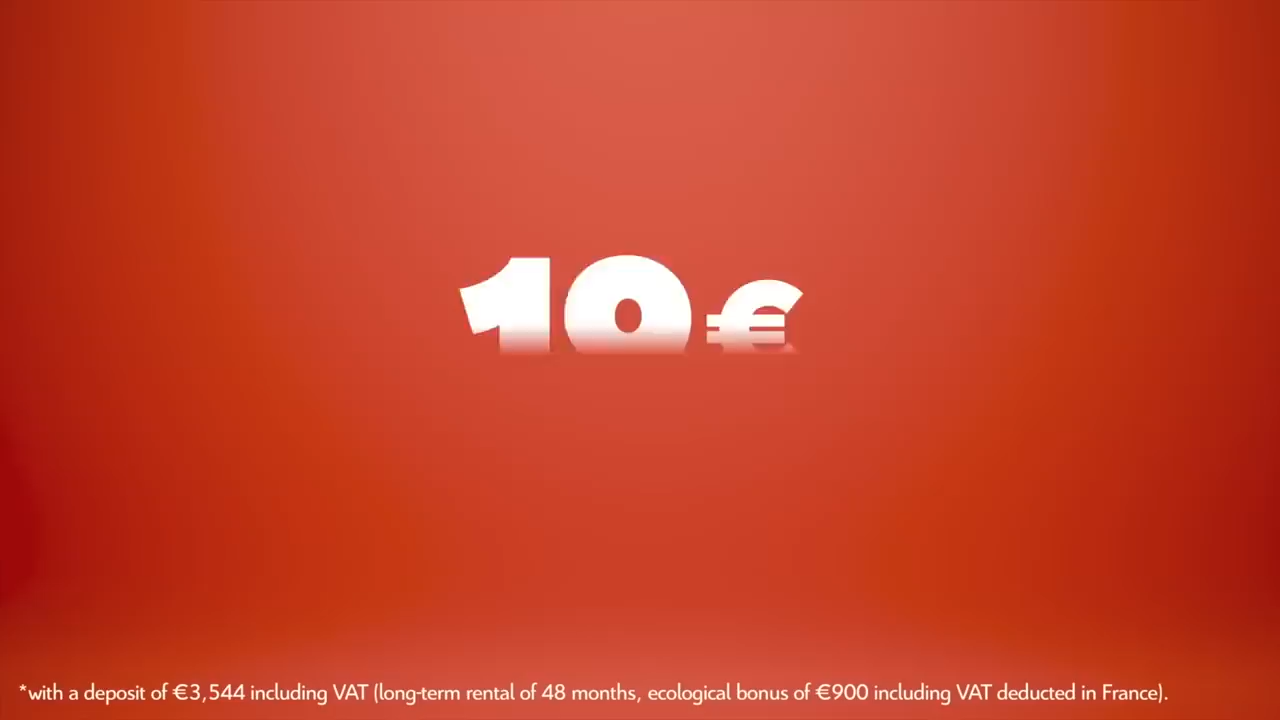 10€
*with a deposit of €3,544 including VAT (long-term rental of 48 months, ecological bonus of €900 including VAT deducted in France).